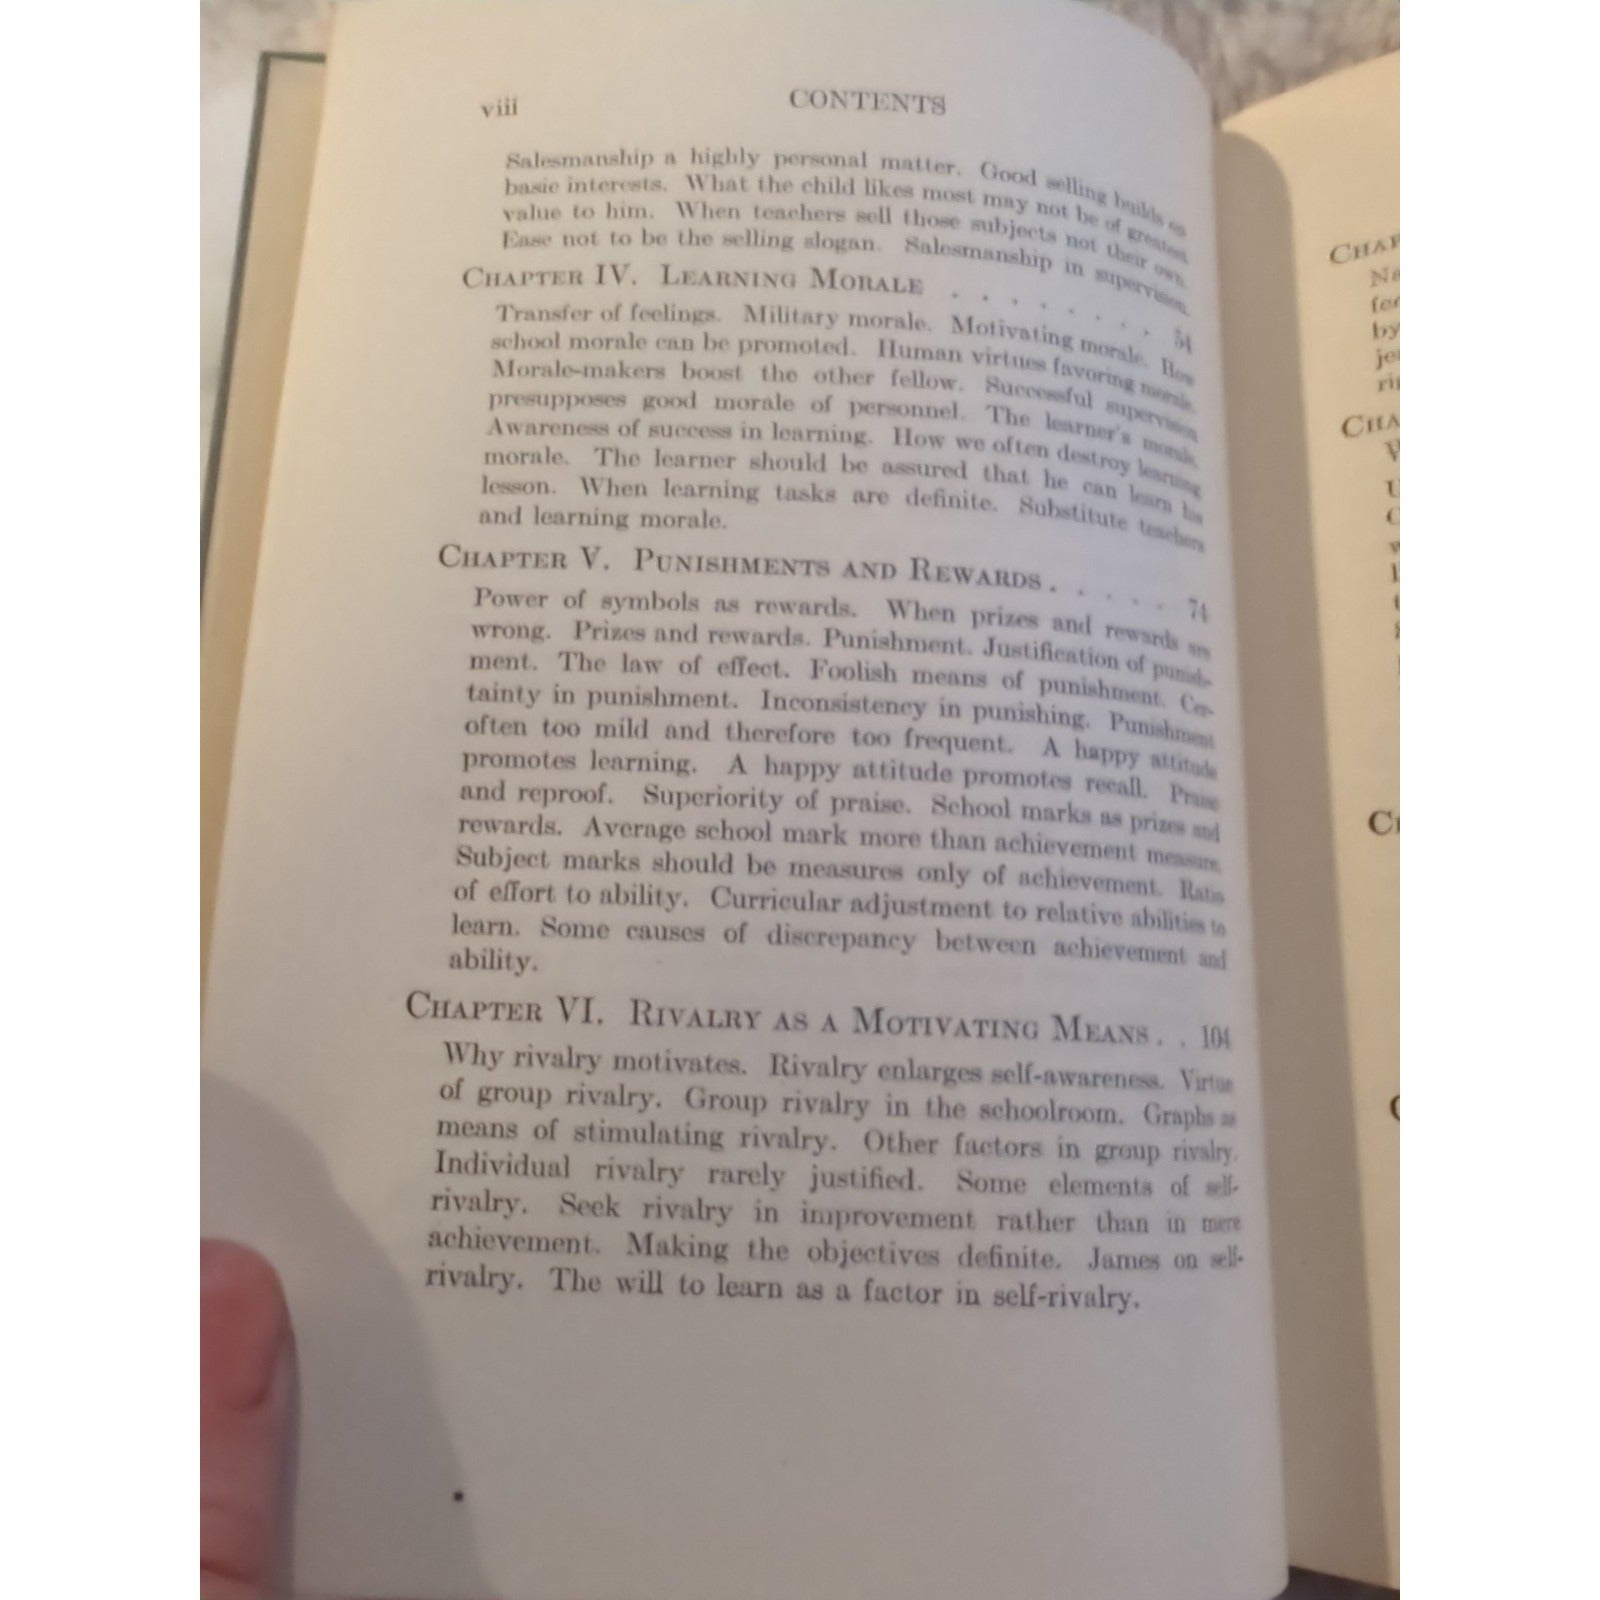 viii CONTENTS
Salesmanship a highly personal matter. Good selling builds on
basic interests. What the child likes most may not be of greatest
value to him. When teachers sell those subjects not their own.
Ease not to be the selling slogan. Salesmanship in supervision.
CHAPTER IV. LEARNING MORALE . . . . . . . 54
Transfer of feelings. Military morale. Motivating morale. How
school morale can be promoted. Human virtues favoring morale.
Morale-makers boost the other fellow. Successful supervision
presupposes good morale of personnel. The learner's morale.
Awareness of success in learning. How we often destroy learning
morale. The learner should be assured that he can learn his
lesson. When learning tasks are definite. Substitute teachers
and learning morale.
CHAPTER V. PUNISHMENTS AND REWARDS . . . . . 74
Power of symbols as rewards. When prizes and rewards are
wrong. Prizes and rewards. Punishment. Justification of punish-
ment. The law of effect. Foolish means of punishment. Cer-
tainty in punishment. Inconsistency in punishing. Punishment
often too mild and therefore too frequent. A happy attitude
promotes learning. A happy attitude promotes recall. Praise
and reproof. Superiority of praise. School marks as prizes and
rewards. Average school mark more than achievement measure.
Subject marks should be measures only of achievement. Ratio
of effort to ability. Curricular adjustment to relative abilities to
learn. Some causes of discrepancy between achievement and
ability.
CHAPTER VI. RIVALRY AS A MOTIVATING MEANS . . 104
Why rivalry motivates. Rivalry enlarges self-awareness. Virtue
of group rivalry. Group rivalry in the schoolroom. Graphs as
means of stimulating rivalry. Other factors in group rivalry.
Individual rivalry rarely justified. Some elements of self-
rivalry. Seek rivalry in improvement rather than in mere
achievement. Making the objectives definite. James on self-
rivalry. The will to learn as a factor in self-rivalry.